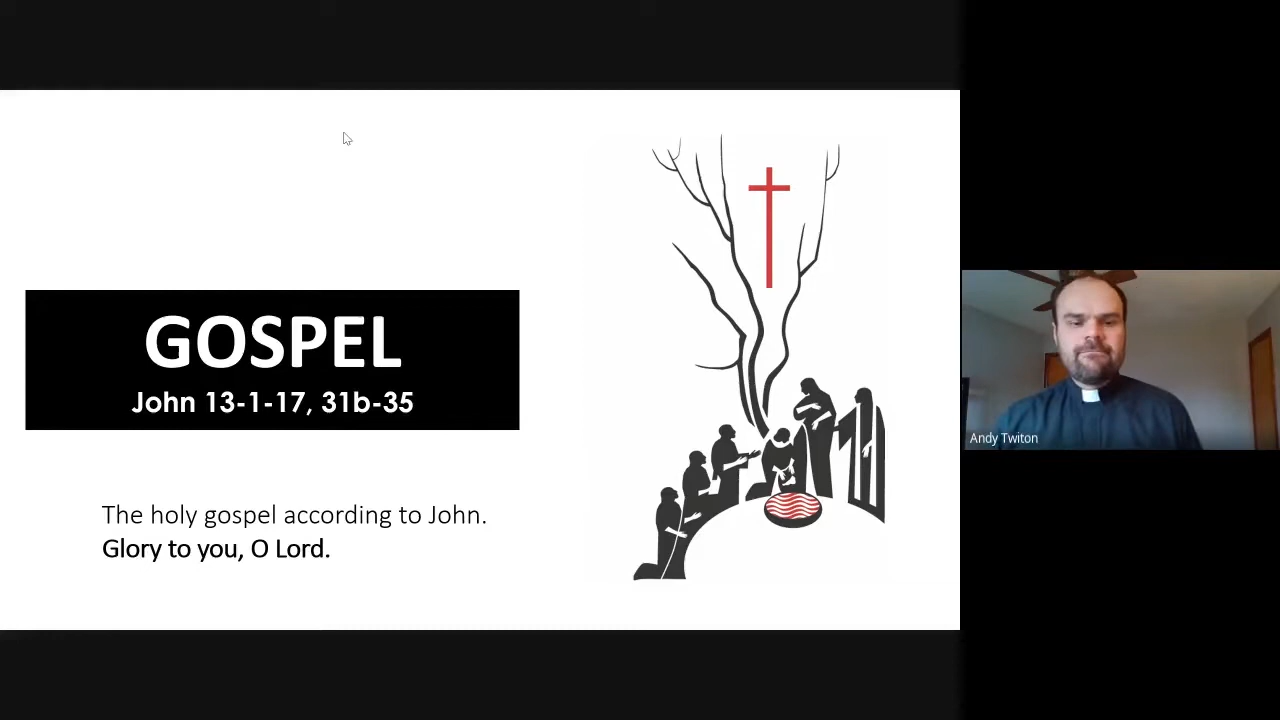 GOSPEL
John 13-1-17, 31b-35
The holy gospel according to John.
Glory to you, O Lord.
Andy Twiton